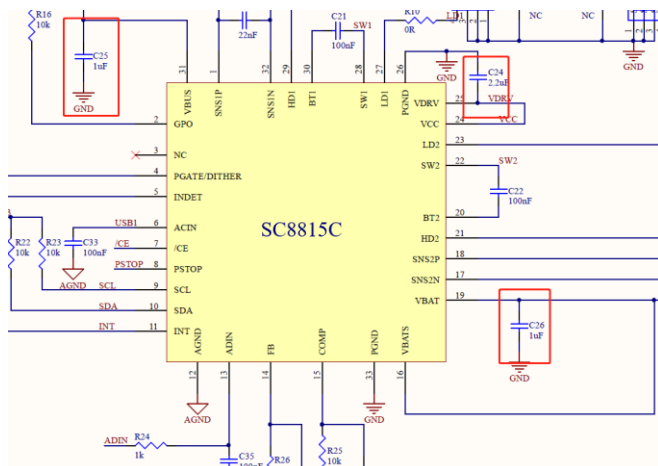 R16
10k
C25
1uF
GND
22nF
C21
100nF
SW1
R10
0R
LD1
NC
NC
GND
GND
C24
2.2uF
31
1
32
29
30
28
27
26
VBUS
SNS1P
SNS1N
HD1
BT1
SW1
LD1
PGND
2
GPO
3
NC
4
PGATE/DITHER
5
INDET
USB1
6
ACIN
/CE
7
/CE
PSTOP
8
PSTOP
SCL
9
SCL
SDA
10
SDA
INT
11
INT
R22
10k
R23
10k
C33
100nF
AGND
SC8815C
VDRV
25
VDRV
VCC
24
VCC
LD2
23
SW2
22
SW2
C22
100nF
BT2
20
HD2
21
SNS2P
18
SNS2N
17
VBAT
19
C26
1uF
GND
AGND
ADIN
FB
COMP
PGND
VBATS
12
13
14
15
33
16
AGND
GND
ADIN
R24
1k
C35
100nF
R26
R25
10k